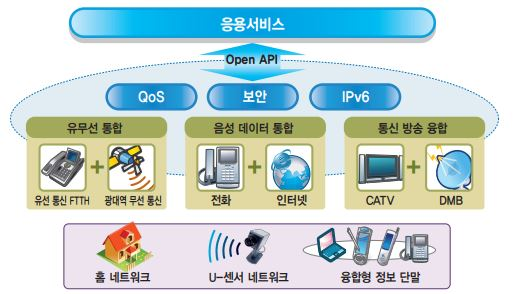 응용서비스
Open API
QoS
보안
IPv6
유무선 통합
음성 데이터 통합
통신 방송 융합
+
+
+
유선 통신 FTTH
광대역 무선 통신
전화
인터넷
CATV
DMB
홈 네트워크
U-센서 네트워크
융합형 정보 단말